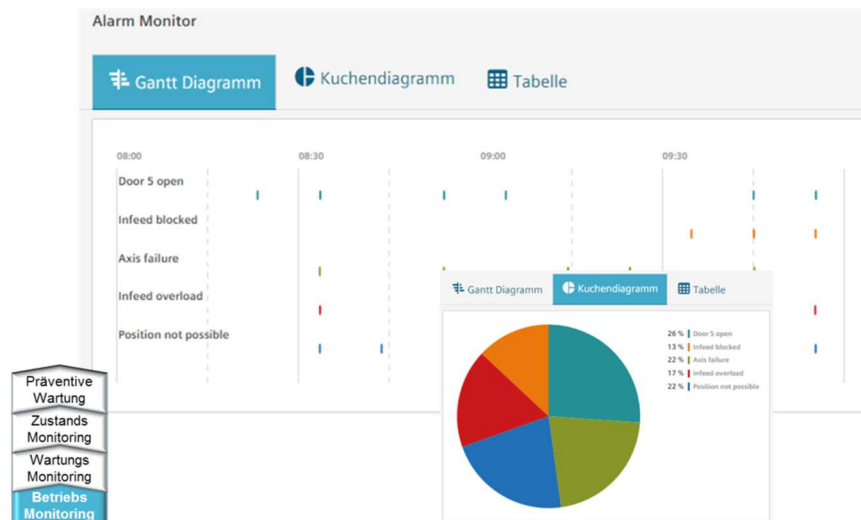 Alarm Monitor
Gantt Diagramm
Kuchendiagramm
Tabelle
08:00
08:30
09:00
09:30
Door 5 open
Infeed blocked
Axis failure
Infeed overload
Position not possible
Gantt Diagramm
Kuchendiagramm
Tabelle
26 % Door 5 open
13 % Infeed blocked
22 % Axis failure
17 % Infeed overload
22 % Position not possible
Präventive
Wartung
Zustands
Monitoring
Wartungs
Monitoring
Betriebs
Monitoring